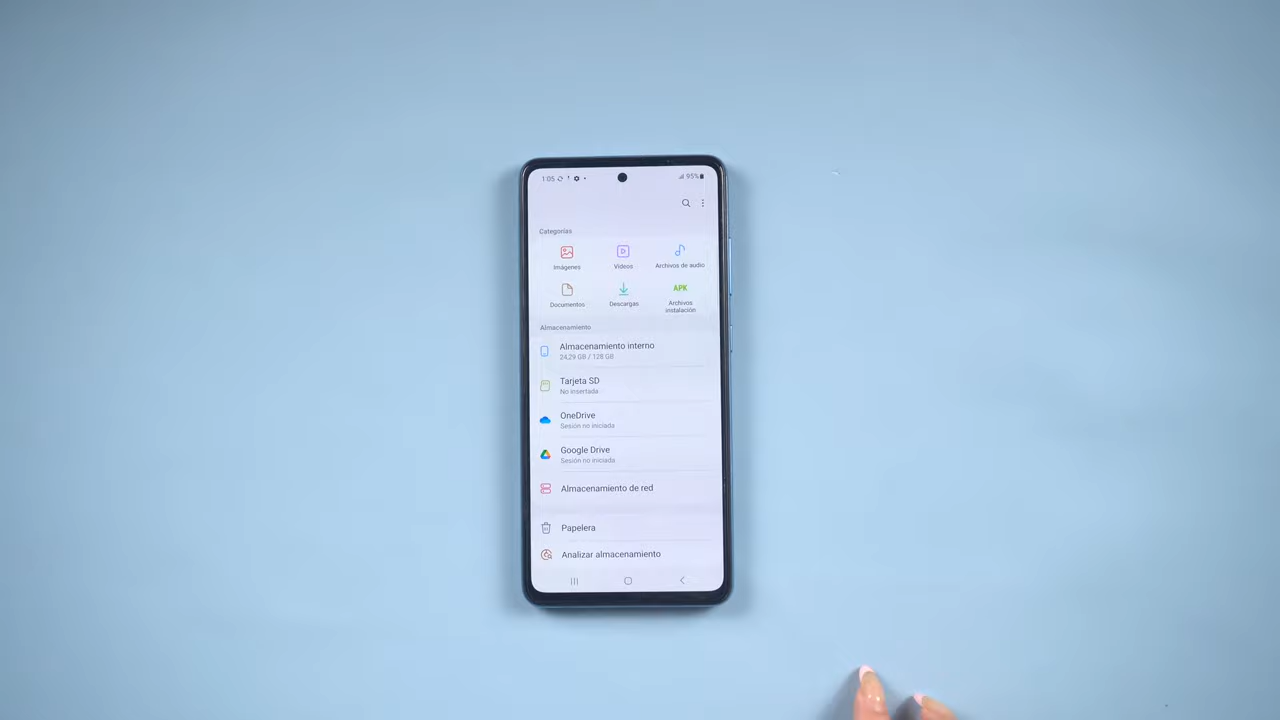 1:05
95%
Categorías
Imágenes
Vídeos
Archivos de audio
Documentos
Descargas
APK
Archivos
instalación
Almacenamiento
Almacenamiento interno
24,29 GB / 128 GB
Tarjeta SD
No insertada
OneDrive
Sesión no iniciada
Google Drive
Sesión no iniciada
Almacenamiento de red
Papelera
Analizar almacenamiento